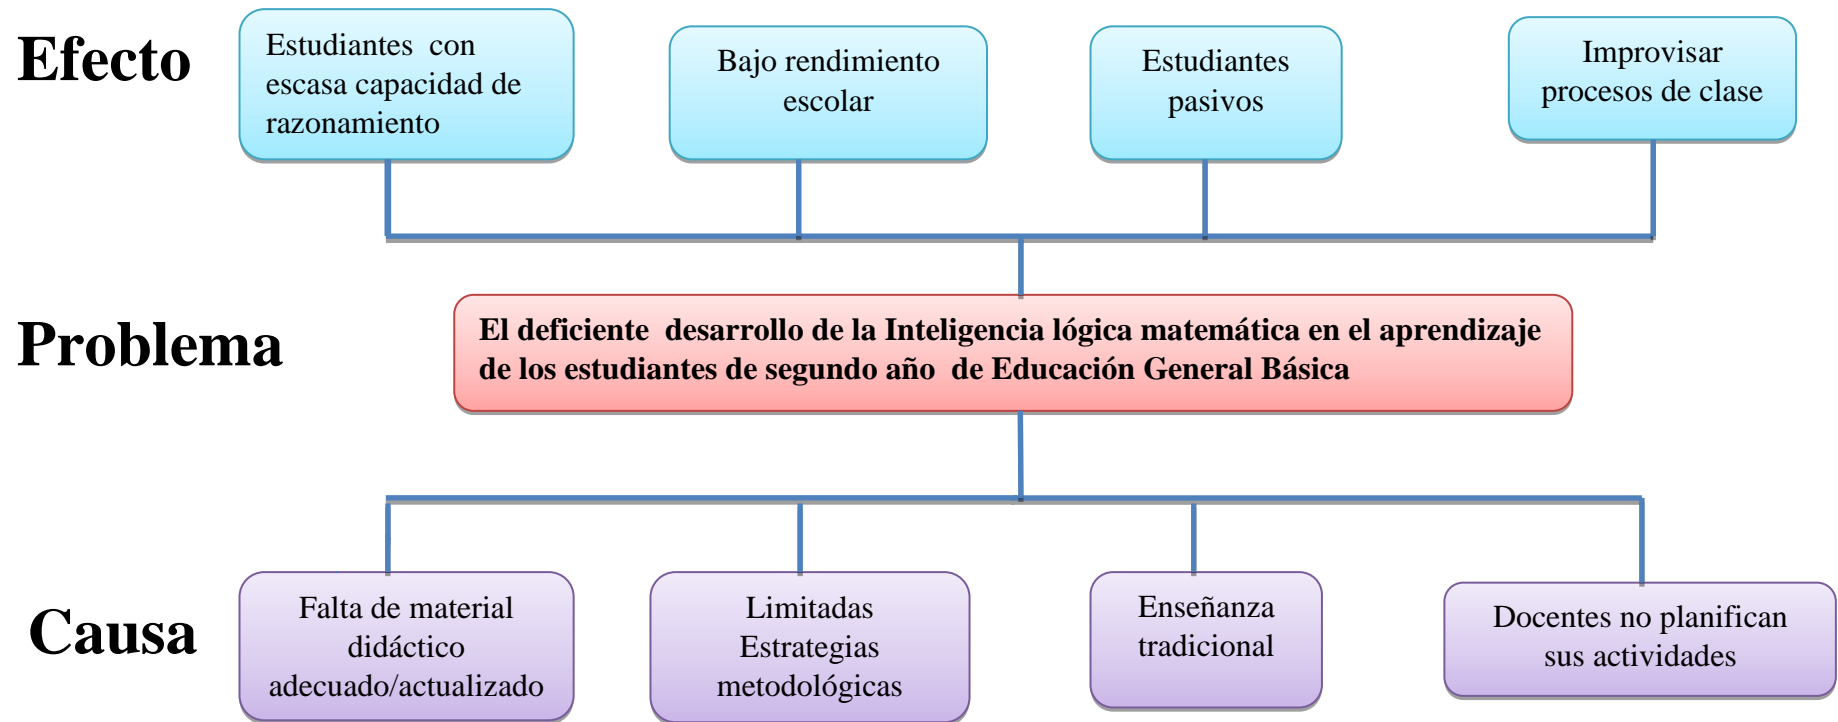 Efecto
Estudiantes con
escasa capacidad de
razonamiento
Bajo rendimiento
escolar
Estudiantes
pasivos
Improvisar
procesos de clase
Problema
El deficiente desarrollo de la Inteligencia lógica matemática en el aprendizaje
de los estudiantes de segundo año de Educación General Básica
Causa
Falta de material
didáctico
adecuado/actualizado
Limitadas
Estrategias
metodológicas
Enseñanza
tradicional
Docentes no planifican
sus actividades